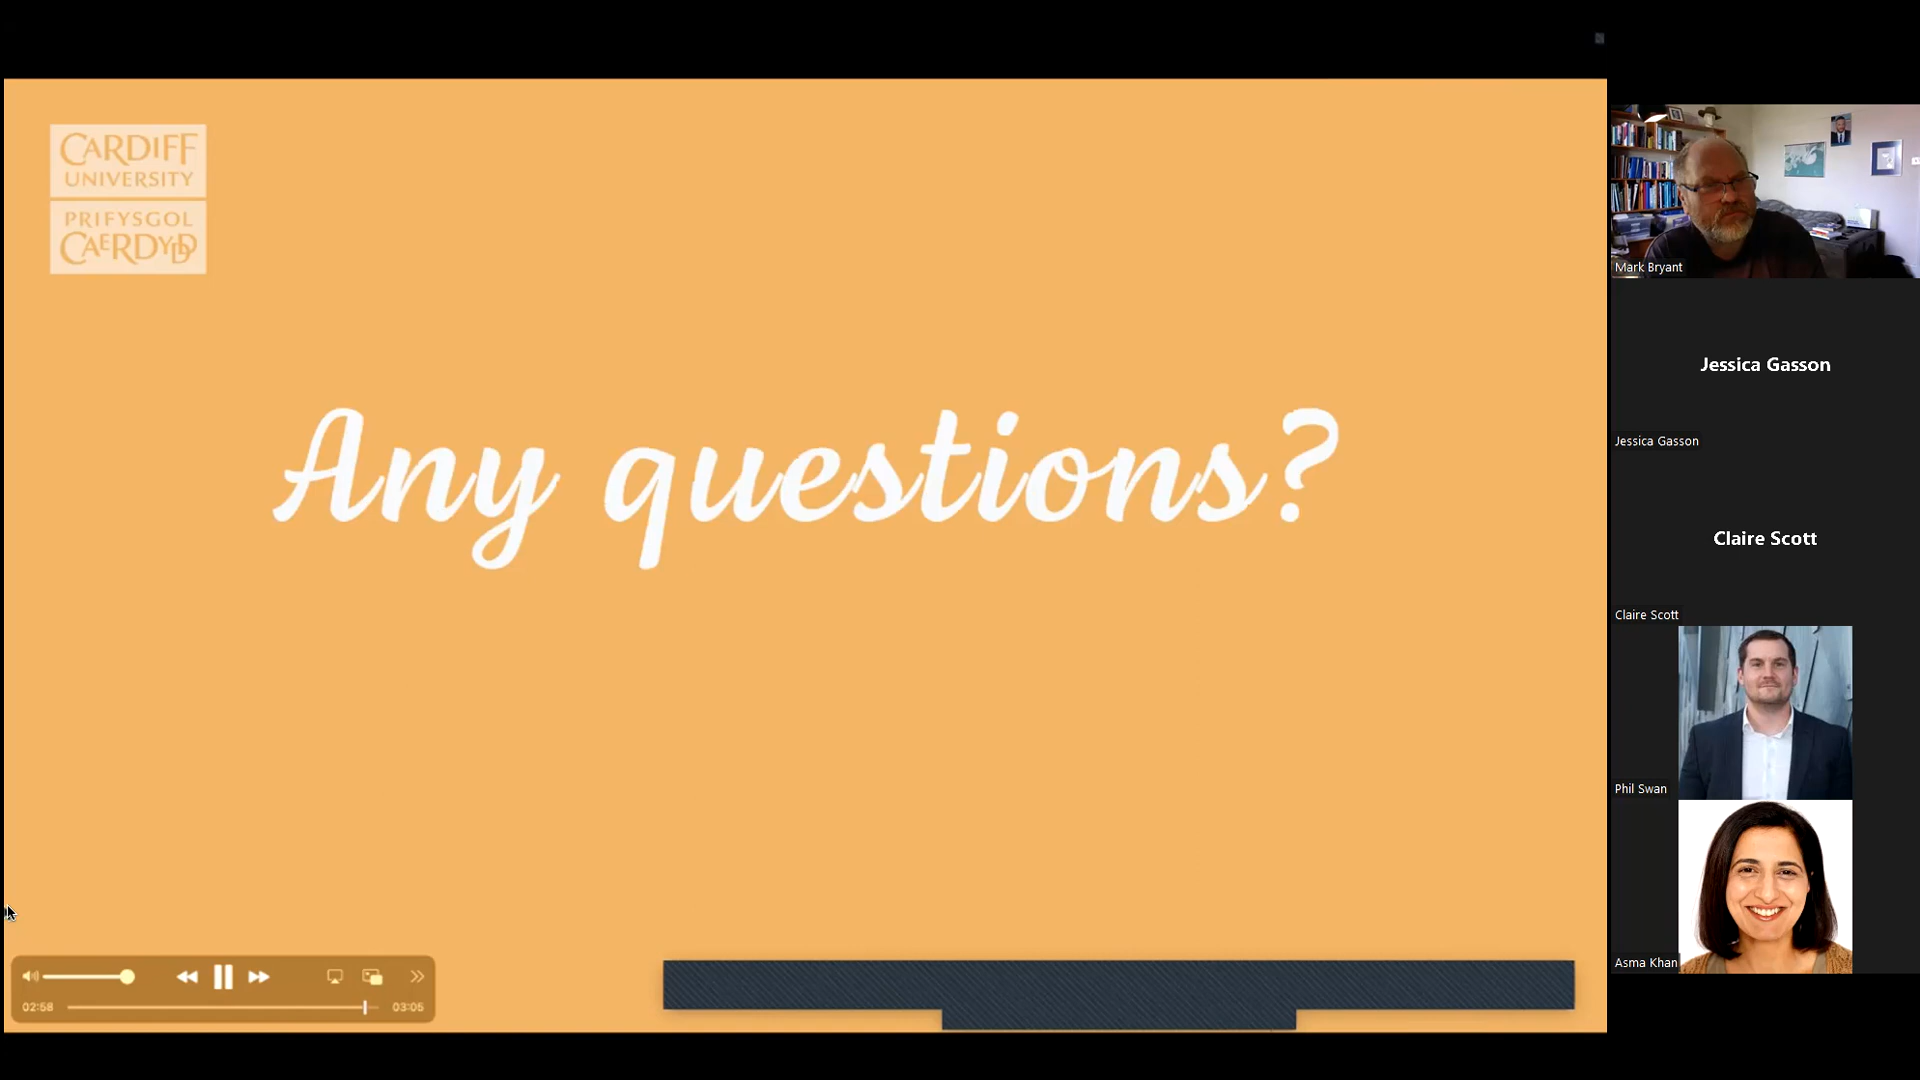 CARDIFF
UNIVERSITY
PRIFYSGOL
CAERDYDD
Any questions?
02:58
03:05
Mark Bryant
Jessica Gasson
Jessica Gasson
Claire Scott
Claire Scott
Phil Swan
Asma Khan